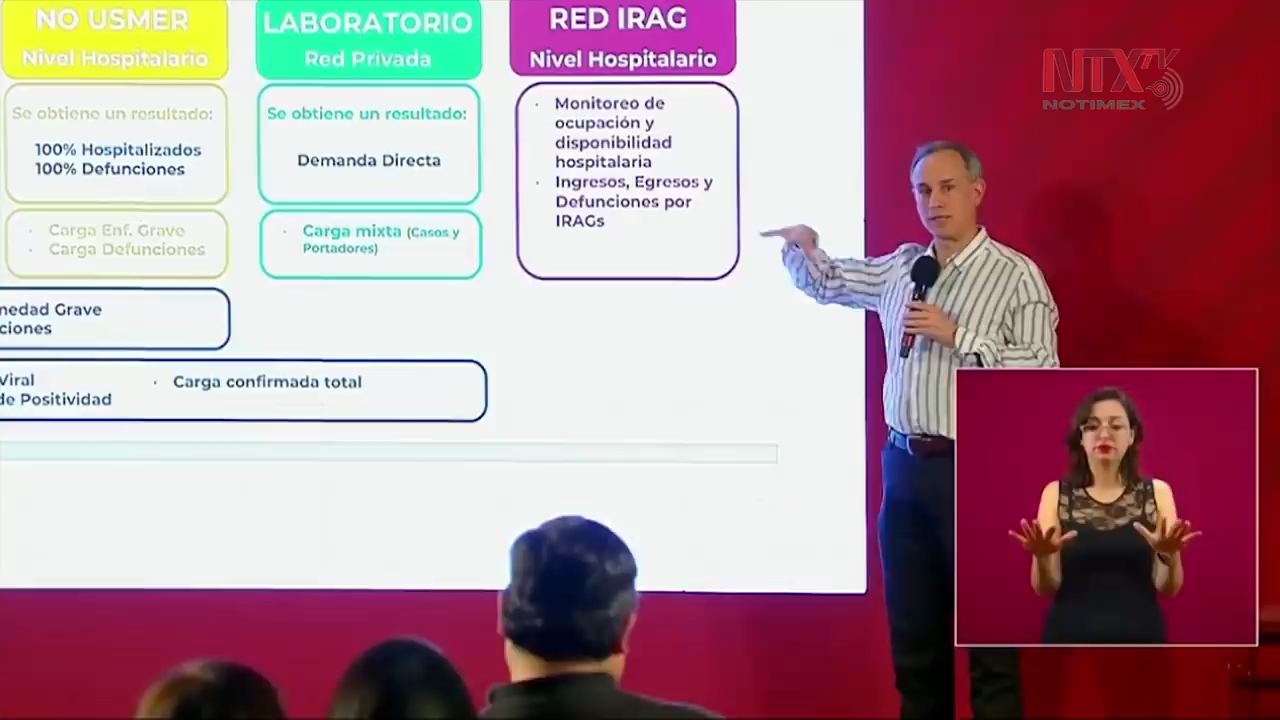 NO USMER
Nivel Hospitalario
Se obtiene un resultado:
100% Hospitalizados
100% Defunciones
· Carga Enf. Grave
· Carga Defunciones
LABORATORIO
Red Privada
Se obtiene un resultado:
Demanda Directa
· Carga mixta (Casos y
Portadores)
RED IRAG
Nivel Hospitalario
· Monitoreo de
ocupación y
disponibilidad
hospitalaria
· Ingresos, Egresos y
Defunciones por
IRAGs
Grave
Viral
de Positividad
· Carga confirmada total
NTX
NOTIMEX